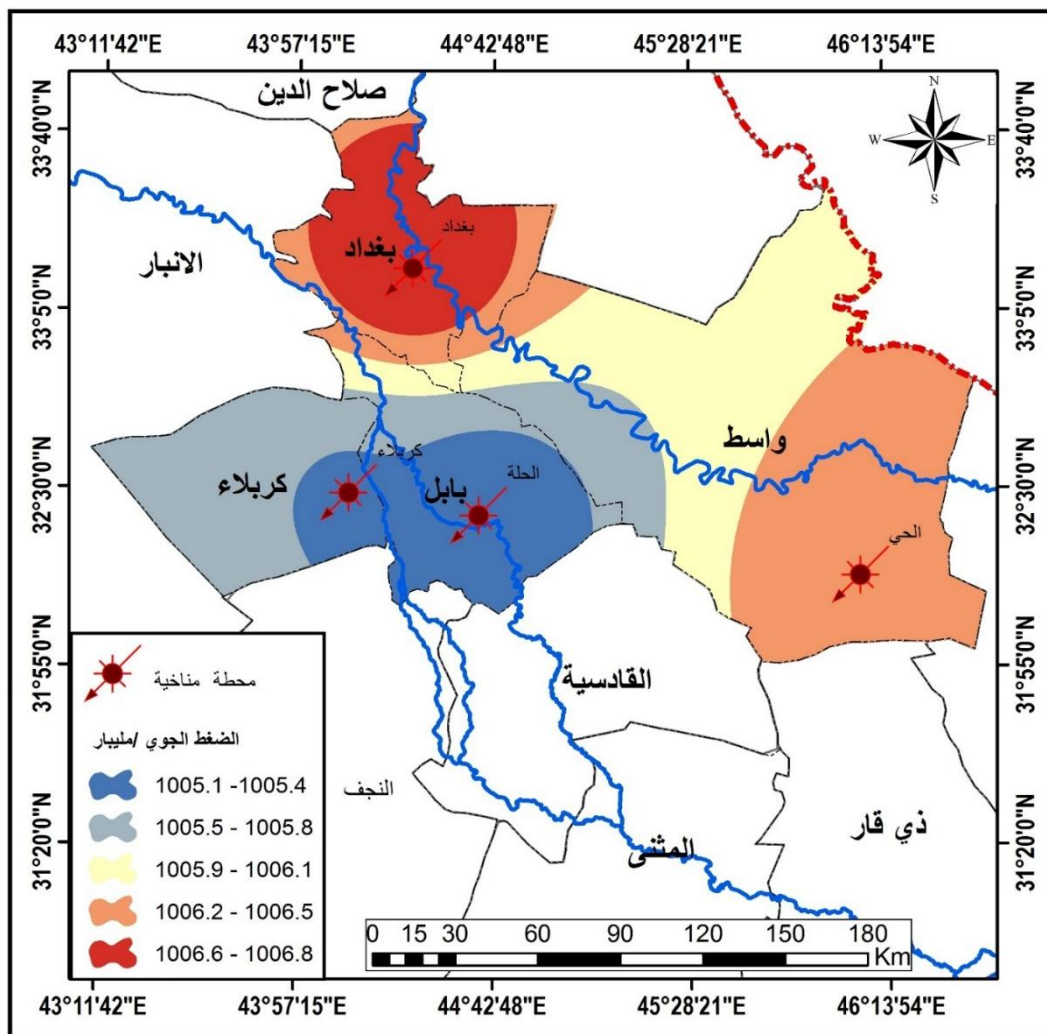 43°11'42"E 43°57'15"E 44°42'48"E 45°28'21"E 46°13'54"E
N
W E
S
صلاح الدين
33°40'0"N 33°40'0"N
بغداد
بغداد
الانبار
33°5'0"N 33°5'0"N
واسط
كربلاء
كربلاء
بابل
الحلة
32°30'0"N 32°30'0"N
الحي
31°55'0"N 31°55'0"N
القادسية
محطة مناخية
الضغط الجوي /مليبار
1005.1 -1005.4
1005.5 - 1005.8
1005.9 - 1006.1
1006.2 - 1006.5
1006.6 - 1006.8
النجف
ذي قار
المثنى
31°20'0"N 31°20'0"N
0 15 30 60 90 120 150 180
Km
43°11'42"E 43°57'15"E 44°42'48"E 45°28'21"E 46°13'54"E